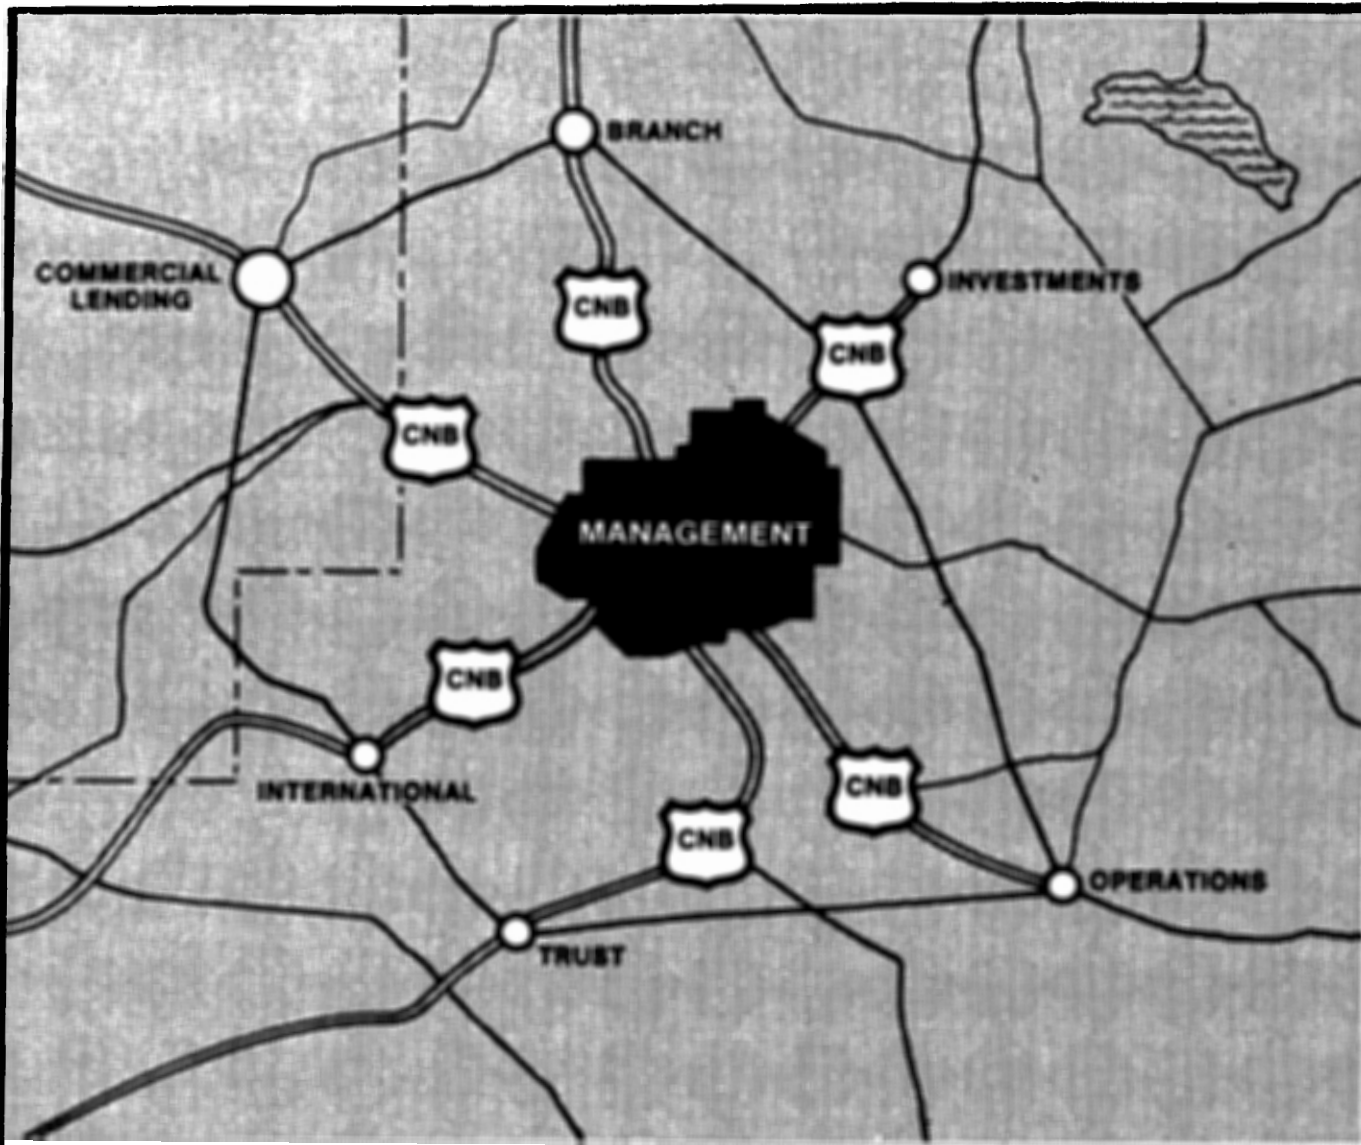 BRANCH
COMMERCIAL
LENDING
INVESTMENTS
CNB
CNB
CNB
MANAGEMENT
CNB
INTERNATIONAL
CNB
CNB
OPERATIONS
TRUST